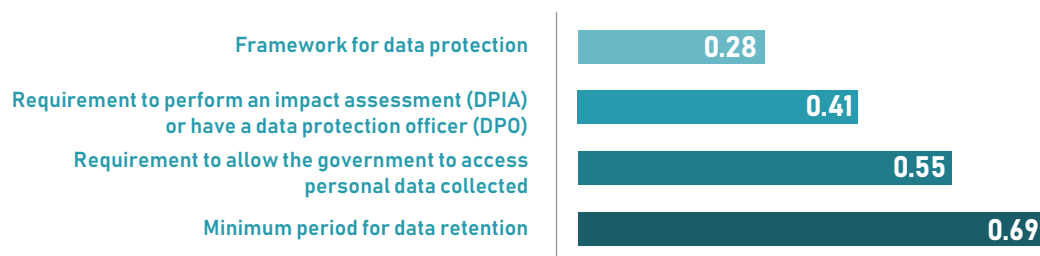 Framework for data protection
0.28
Requirement to perform an impact assessment (DPIA)
or have a data protection officer (DPO)
0.41
Requirement to allow the government to access
personal data collected
0.55
Minimum period for data retention
0.69